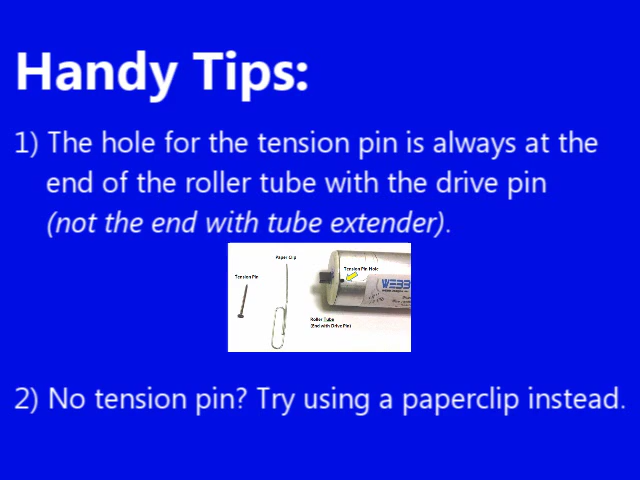 Handy Tips:
1) The hole for the tension pin is always at the
end of the roller tube with the drive pin
(not the end with tube extender).
Paper Clip
Tension Pin Hole
Tension Pin
Roller Tube
(End with Drive Pin)
2) No tension pin? Try using a paperclip instead.